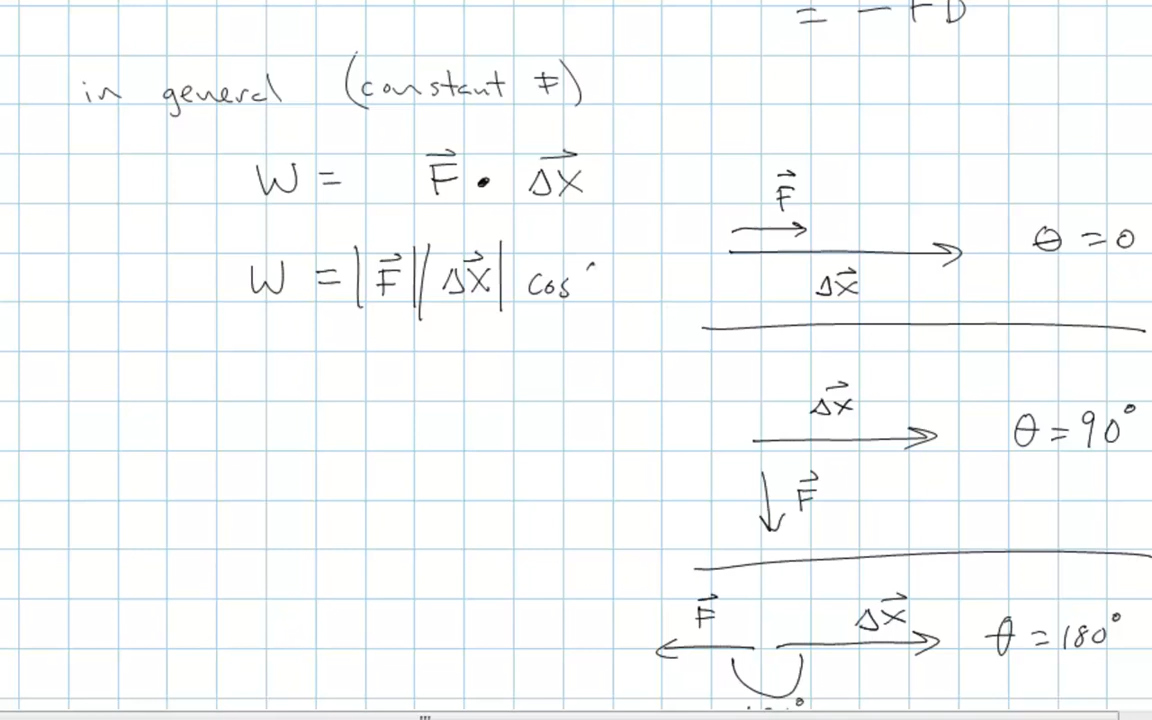 = - FD
in general (constant F)
W = F⃗ • Δx⃗
W = |F⃗||Δx⃗| cos
F⃗
Δx⃗
θ = 0
Δx⃗
θ = 90°
F⃗
F⃗
Δx⃗
θ = 180°